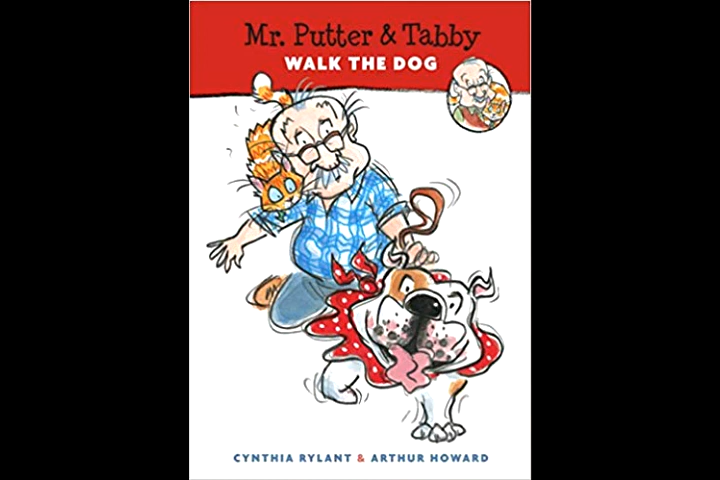 Mr. Putter & Tabby
WALK THE DOG
CYNTHIA RYLANT & ARTHUR HOWARD